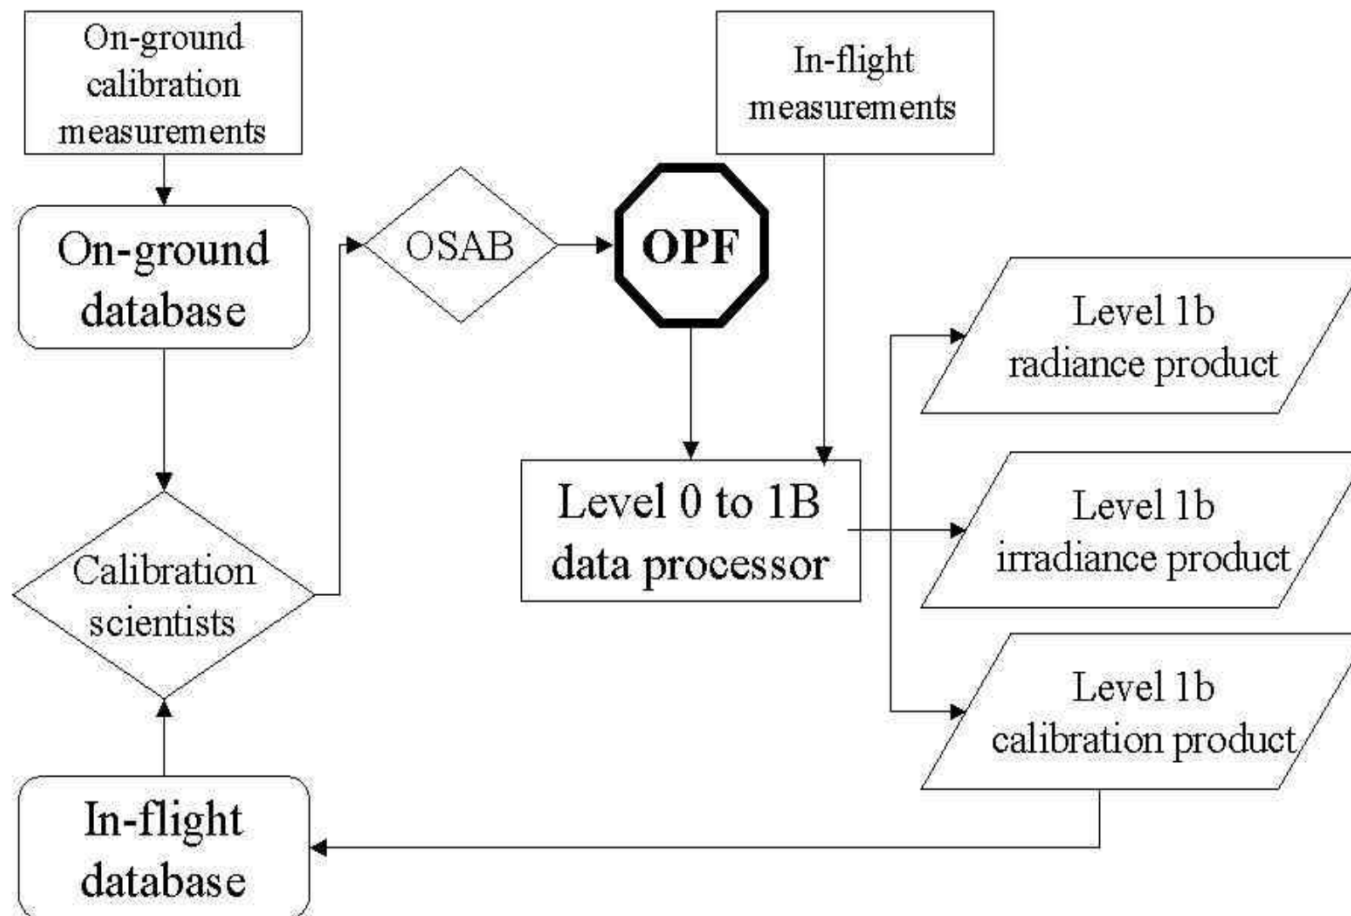 On-ground
calibration
measurements
In-flight
measurements
On-ground
database
OSAB
OPF
Level 1b
radiance product
Level 0 to 1B
data processor
Level 1b
irradiance product
Calibration
scientists
Level 1b
calibration product
In-flight
database